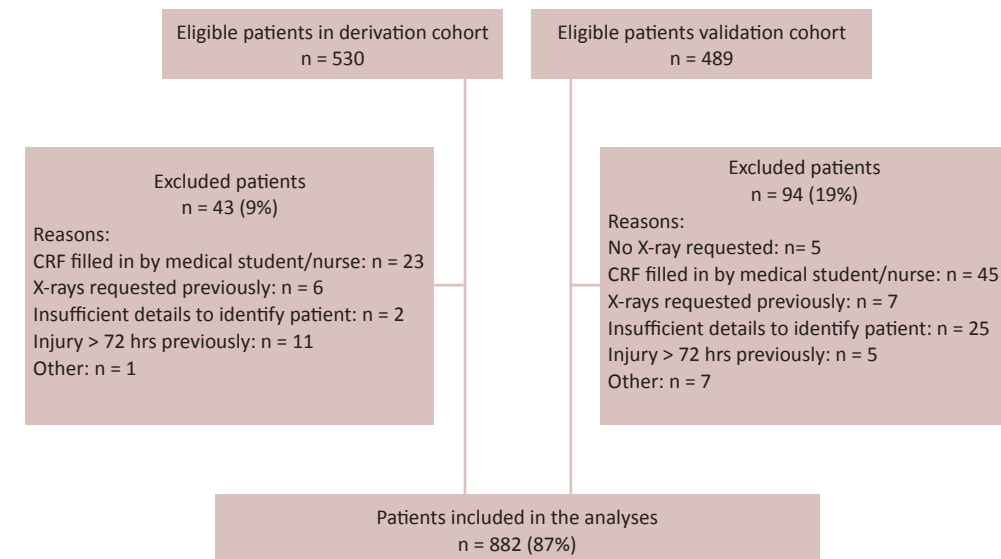 Eligible patients in derivation cohort
n = 530
Eligible patients validation cohort
n = 489
Excluded patients
n = 43 (9%)
Reasons:
CRF filled in by medical student/nurse: n = 23
X-rays requested previously: n = 6
Insufficient details to identify patient: n = 2
Injury > 72 hrs previously: n = 11
Other: n = 1
Excluded patients
n = 94 (19%)
Reasons:
No X-ray requested: n= 5
CRF filled in by medical student/nurse: n = 45
X-rays requested previously: n = 7
Insufficient details to identify patient: n = 25
Injury > 72 hrs previously: n = 5
Other: n = 7
Patients included in the analyses
n = 882 (87%)